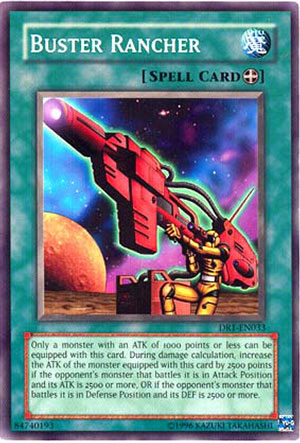 BUSTER RANCHER
[SPELL CARD]
DR1-EN033
Only a monster with an ATK of 1000 points or less can be
equipped with this card. During damage calculation, increase
the ATK of the monster equipped with this card by 2500 points
if the opponent's monster that battles it is in Attack Position
and its ATK is 2500 or more, OR if the opponent's monster that
battles it is in Defense Position and its DEF is 2500 or more.
84740193
©1996 KAZUKI TAKAHASHI